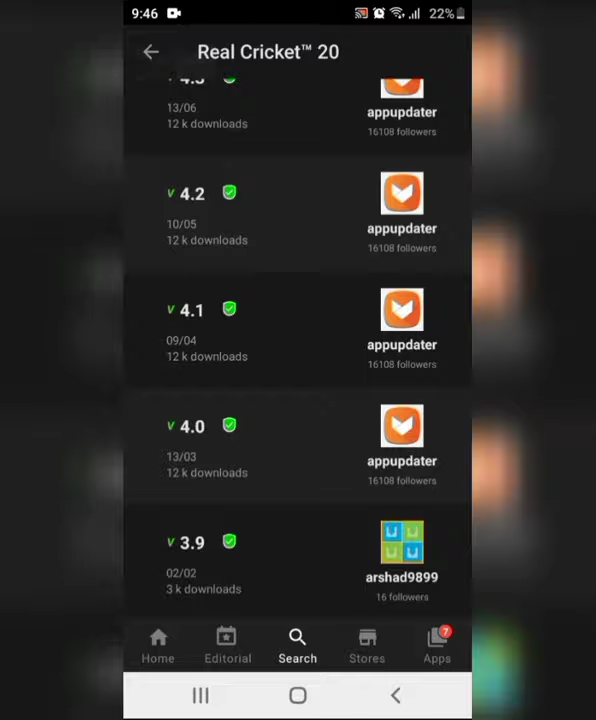 9:46
22%
Real Cricket™ 20
v 4.3
13/06
12 k downloads
appupdater
16108 followers
v 4.2
10/05
12 k downloads
appupdater
16108 followers
v 4.1
09/04
12 k downloads
appupdater
16108 followers
v 4.0
13/03
12 k downloads
appupdater
16108 followers
v 3.9
02/02
3 k downloads
arshad9899
16 followers
7
Home
Editorial
Search
Stores
Apps